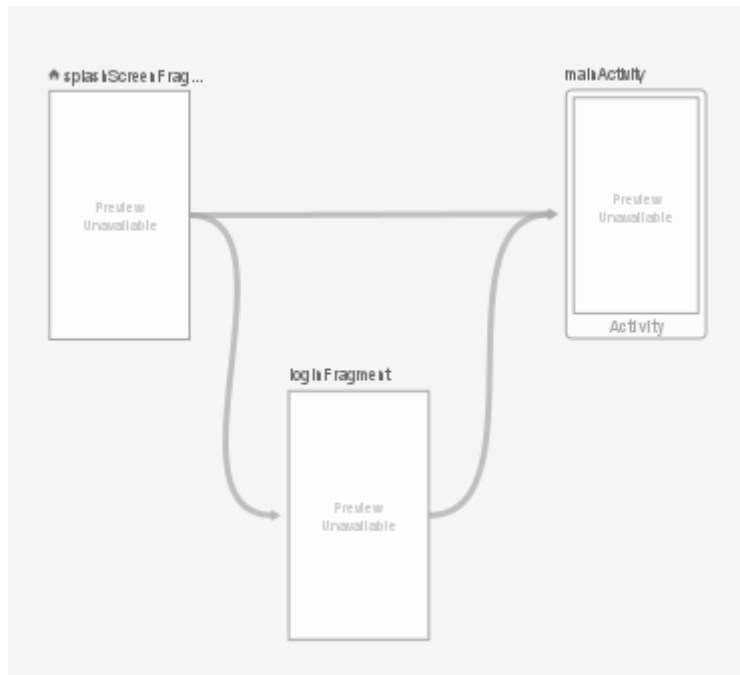 splashScreenFrag...
mainActivity
Preview
Unavailable
Preview
Unavailable
Activity
loginFragment
Preview
Unavailable